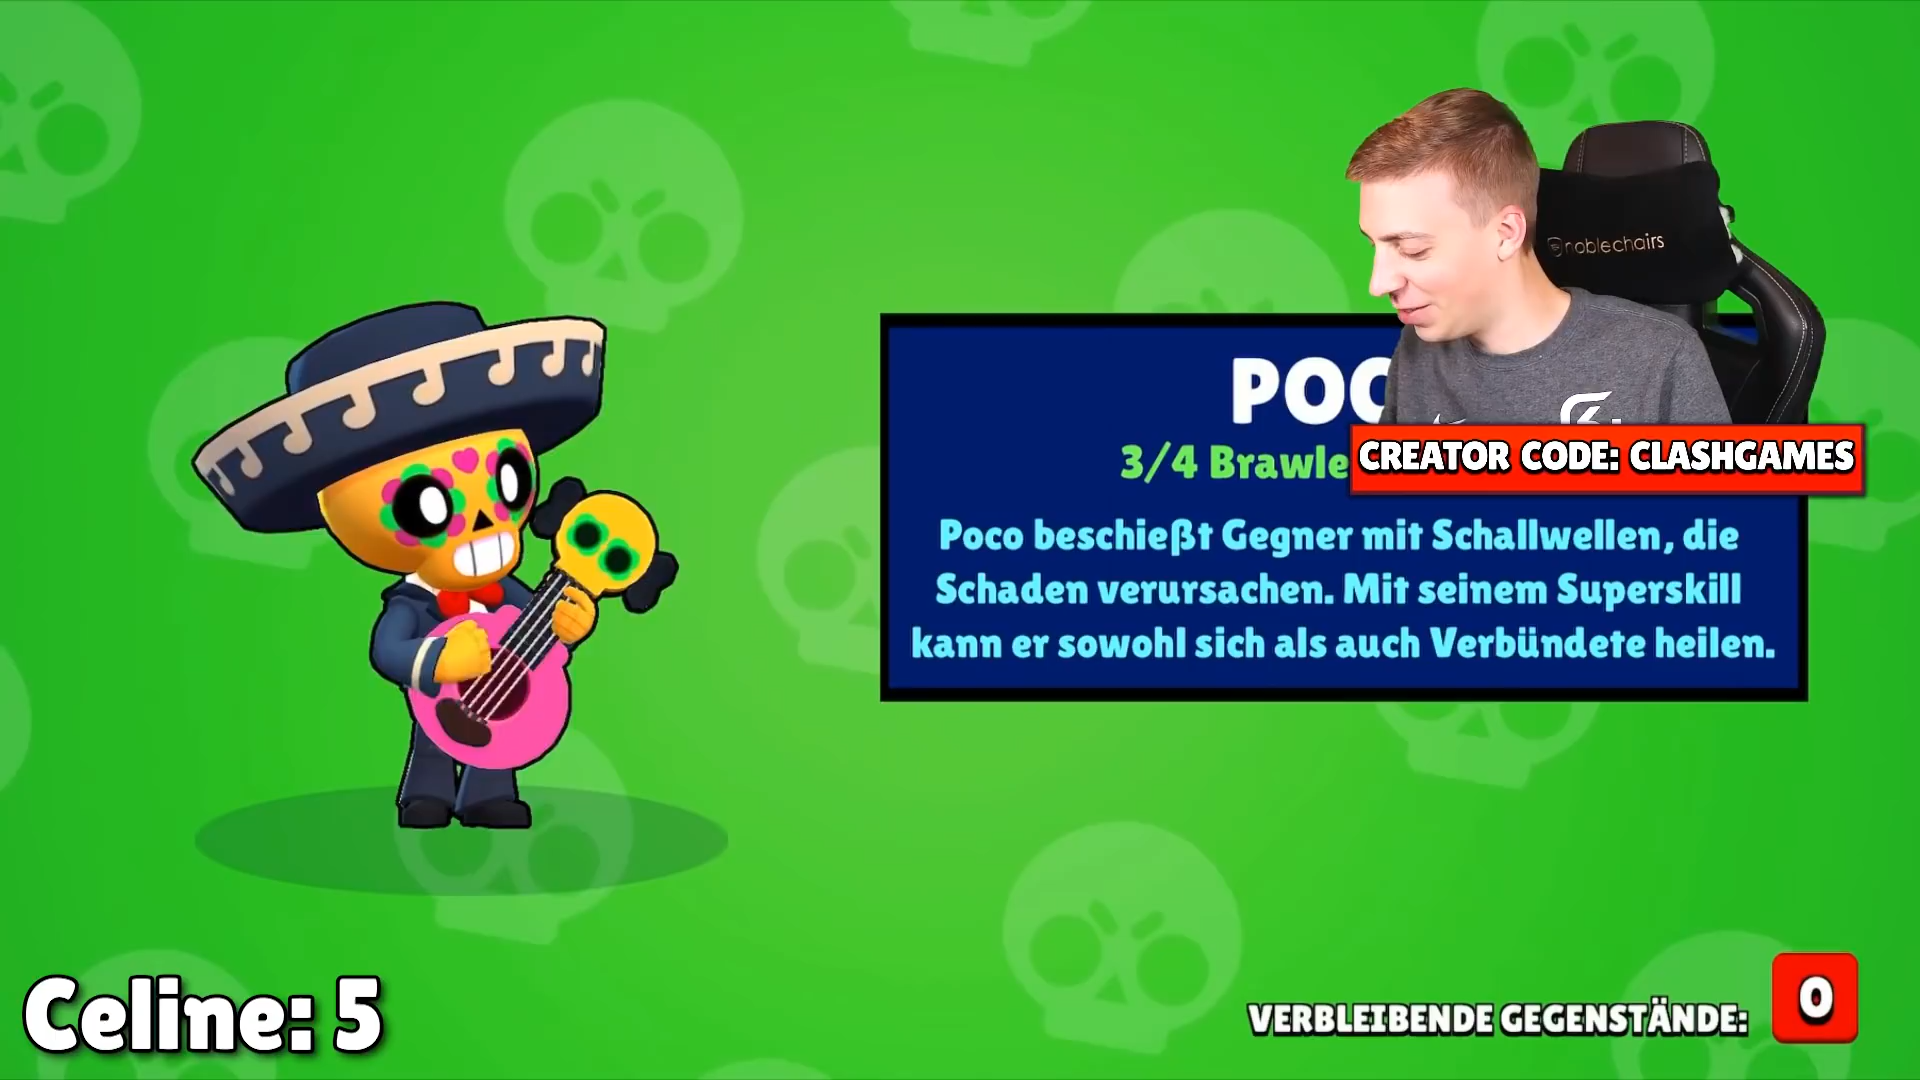 noblechairs
POC
3/4 Brawle
CREATOR CODE: CLASHGAMES
Poco beschießt Gegner mit Schallwellen, die
Schaden verursachen. Mit seinem Superskill
kann er sowohl sich als auch Verbündete heilen.
Celine: 5
VERBLEIBENDE GEGENSTÄNDE: 0